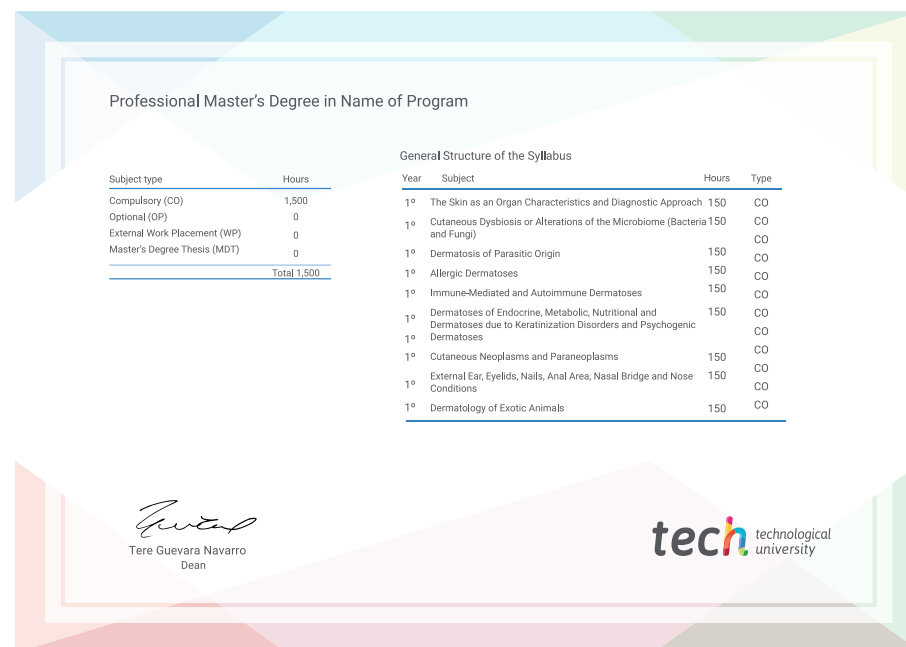 Professional Master's Degree in Name of Program
General Structure of the Syllabus
Subject type Hours
Compulsory (CO) 1,500
Optional (OP) 0
External Work Placement (WP) 0
Master's Degree Thesis (MDT) 0
Total 1,500
Year Subject Hours Type
1º The Skin as an Organ Characteristics and Diagnostic Approach 150 CO
1º Cutaneous Dysbiosis or Alterations of the Microbiome (Bacteria 150 CO
and Fungi) CO
1º Dermatosis of Parasitic Origin 150 CO
1º Allergic Dermatoses 150 CO
1º Immune-Mediated and Autoimmune Dermatoses 150 CO
1º Dermatoses of Endocrine, Metabolic, Nutritional and 150 CO
Dermatoses due to Keratinization Disorders and Psychogenic CO
1º Dermatoses CO
1º Cutaneous Neoplasms and Paraneoplasms 150 CO
1º External Ear, Eyelids, Nails, Anal Area, Nasal Bridge and Nose 150 CO
Conditions
1º Dermatology of Exotic Animals 150 CO
Tere Guevara Navarro
Dean
tech technological
university